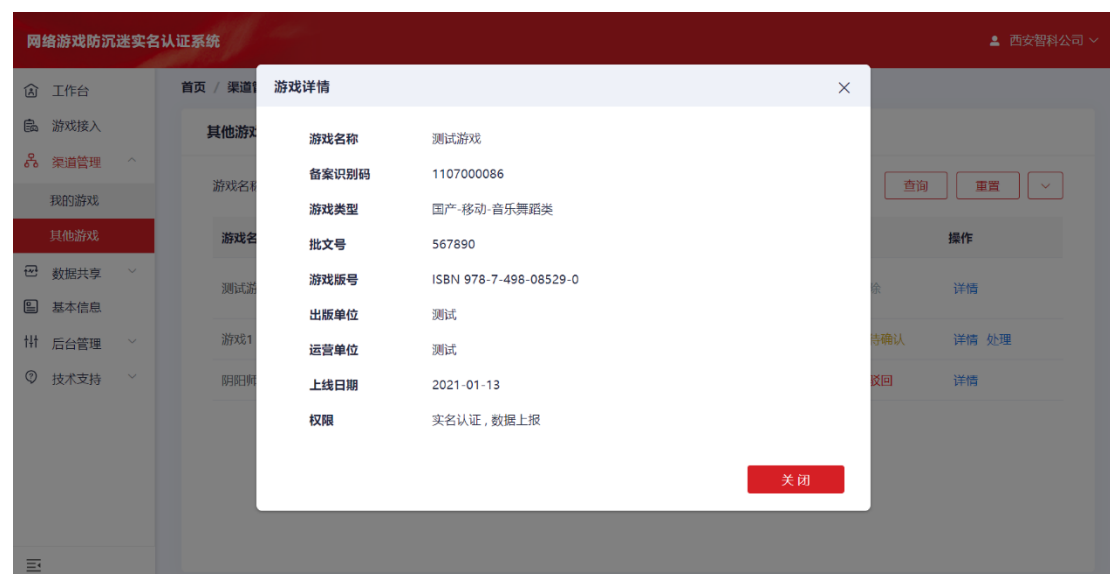 网络游戏防沉迷实名认证系统
西安智科公司
工作台
游戏接入
渠道管理
我的游戏
其他游戏
数据共享
基本信息
后台管理
技术支持
首页 / 渠道
其他游
游戏名
查询 重置
游戏名 操作
测试游 除 详情
游戏1 待确认 详情 处理
阴阳师 驳回 详情
游戏详情
游戏名称 测试游戏
备案识别码 1107000086
游戏类型 国产-移动-音乐舞蹈类
批文号 567890
游戏版号 ISBN 978-7-498-08529-0
出版单位 测试
运营单位 测试
上线日期 2021-01-13
权限 实名认证 , 数据上报
关 闭